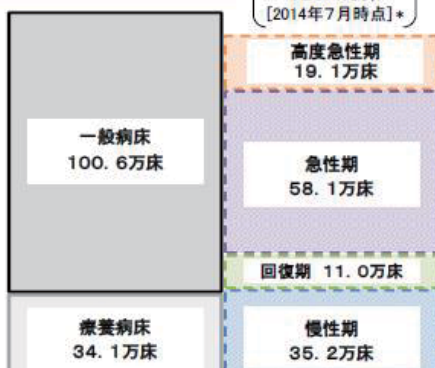 [2014年7月時点]*
高度急性期
19. 1万床
一般病床
100. 6万床
急性期
58. 1万床
回復期 11. 0万床
療養病床
34. 1万床
慢性期
35. 2万床